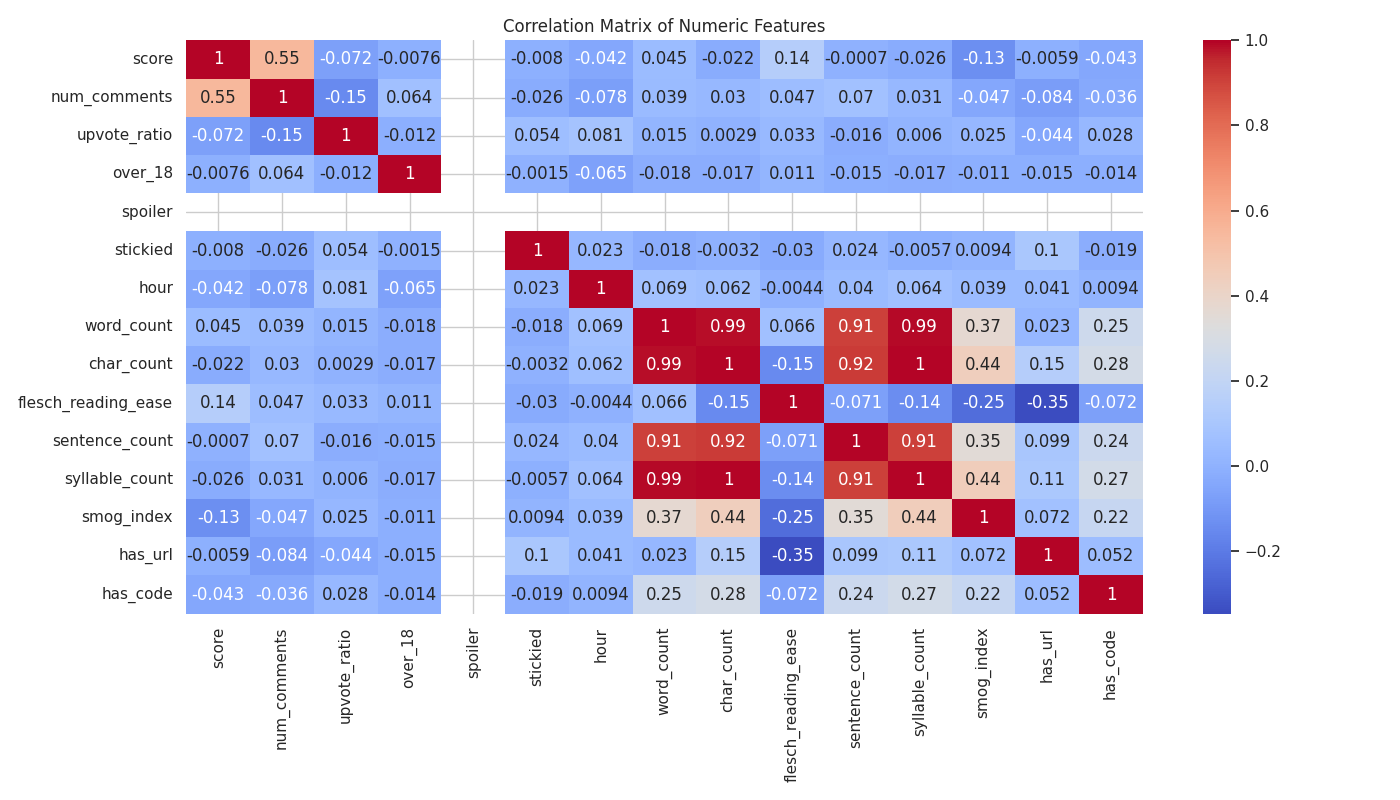 Correlation Matrix of Numeric Features
score 1 0.55 -0.072 -0.0076 -0.008 -0.042 0.045 -0.022 0.14 -0.0007 -0.026 -0.13 -0.0059 -0.043
num_comments 0.55 1 -0.15 0.064 -0.026 -0.078 0.039 0.03 0.047 0.07 0.031 -0.047 -0.084 -0.036
upvote_ratio -0.072 -0.15 1 -0.012 0.054 0.081 0.015 0.0029 0.033 -0.016 0.006 0.025 -0.044 0.028
over_18 -0.0076 0.064 -0.012 1 -0.0015 -0.065 -0.018 -0.017 0.011 -0.015 -0.017 -0.011 -0.015 -0.014
spoiler
stickied -0.008 -0.026 0.054 -0.0015 1 0.023 -0.018 -0.0032 -0.03 0.024 -0.0057 0.0094 0.1 -0.019
hour -0.042 -0.078 0.081 -0.065 0.023 1 0.069 0.062 -0.0044 0.04 0.064 0.039 0.041 0.0094
word_count 0.045 0.039 0.015 -0.018 -0.018 0.069 1 0.99 0.066 0.91 0.99 0.37 0.023 0.25
char_count -0.022 0.03 0.0029 -0.017 -0.0032 0.062 0.99 1 -0.15 0.92 1 0.44 0.15 0.28
flesch_reading_ease 0.14 0.047 0.033 0.011 -0.03 -0.0044 0.066 -0.15 1 -0.071 -0.14 -0.25 -0.35 -0.072
sentence_count -0.0007 0.07 -0.016 -0.015 0.024 0.04 0.91 0.92 -0.071 1 0.91 0.35 0.099 0.24
syllable_count -0.026 0.031 0.006 -0.017 -0.0057 0.064 0.99 1 -0.14 0.91 1 0.44 0.11 0.27
smog_index -0.13 -0.047 0.025 -0.011 0.0094 0.039 0.37 0.44 -0.25 0.35 0.44 1 0.072 0.22
has_url -0.0059 -0.084 -0.044 -0.015 0.1 0.041 0.023 0.15 -0.35 0.099 0.11 0.072 1 0.052
has_code -0.043 -0.036 0.028 -0.014 -0.019 0.0094 0.25 0.28 -0.072 0.24 0.27 0.22 0.052 1
score num_comments upvote_ratio over_18 spoiler stickied hour word_count char_count flesch_reading_ease sentence_count syllable_count smog_index has_url has_code
1.0
0.8
0.6
0.4
0.2
0.0
−0.2